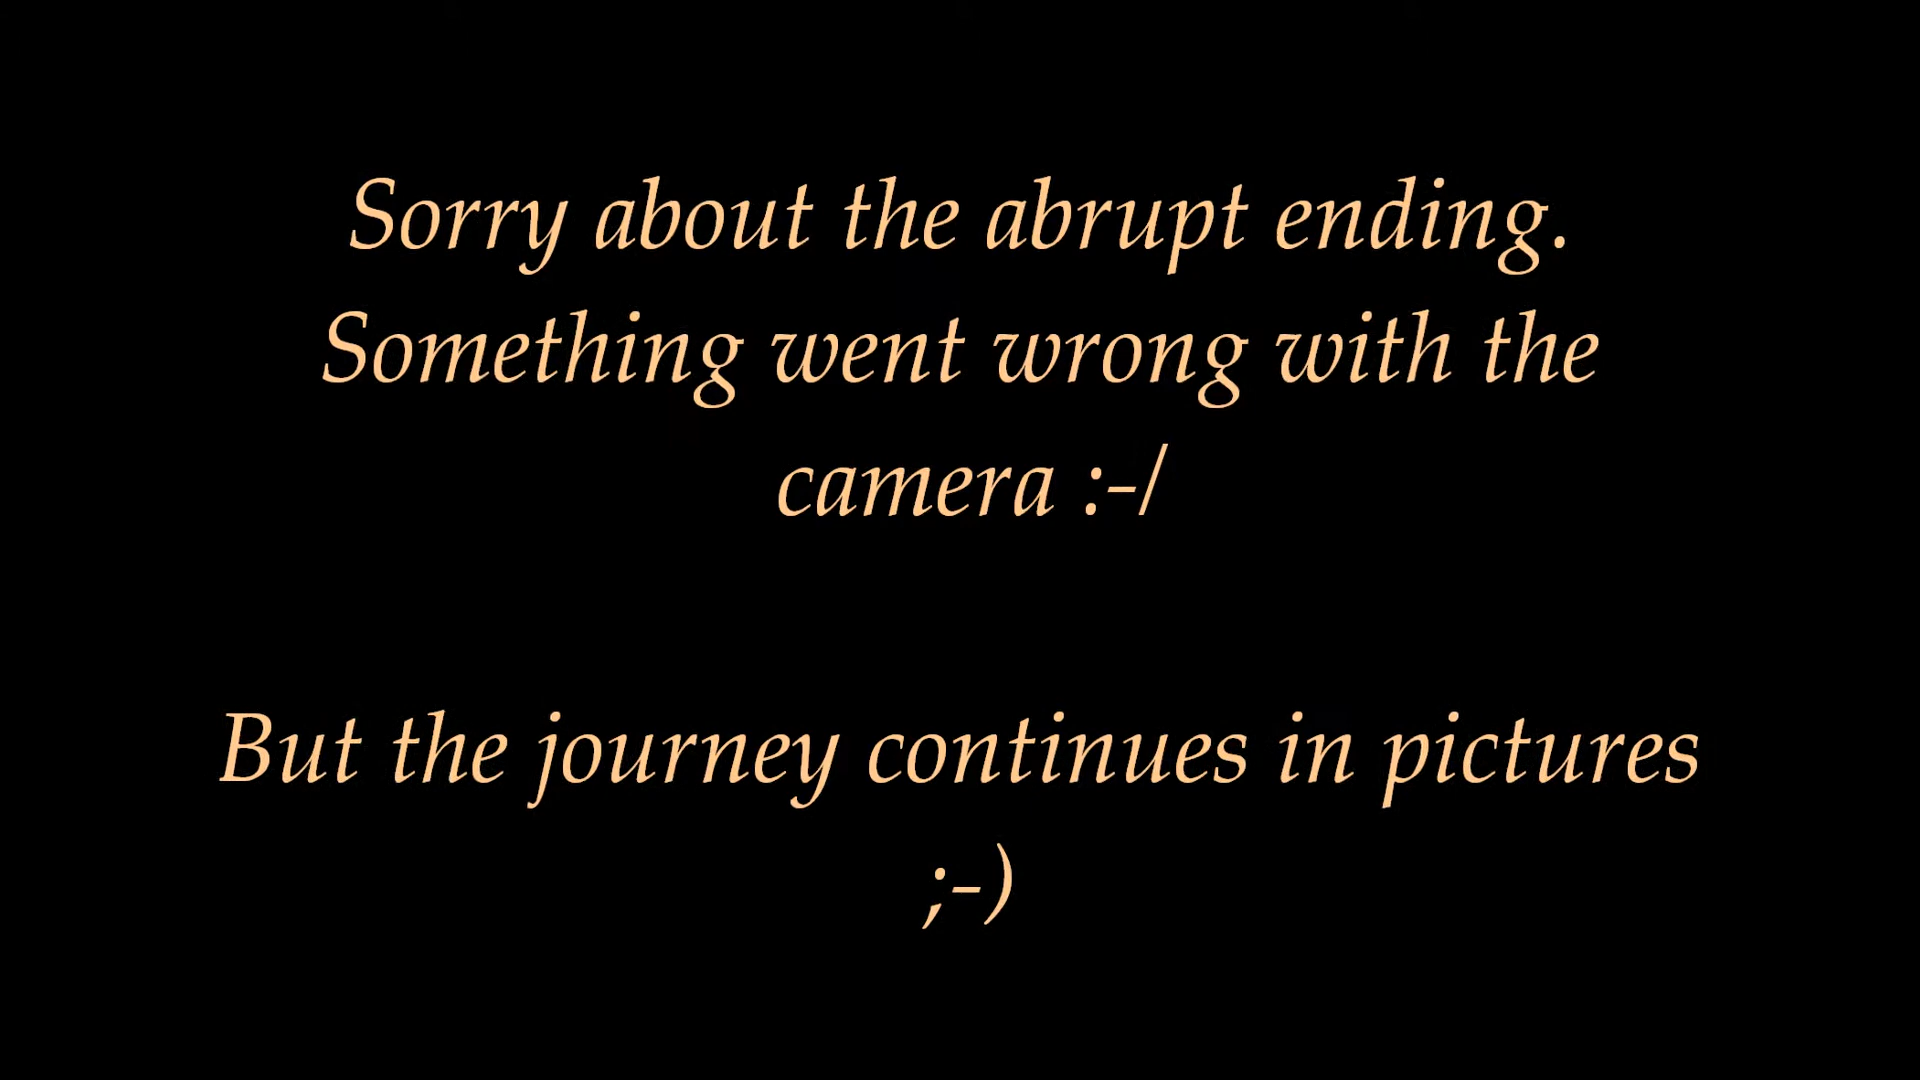 Sorry about the abrupt ending.
Something went wrong with the
camera :-/
But the journey continues in pictures
;-)